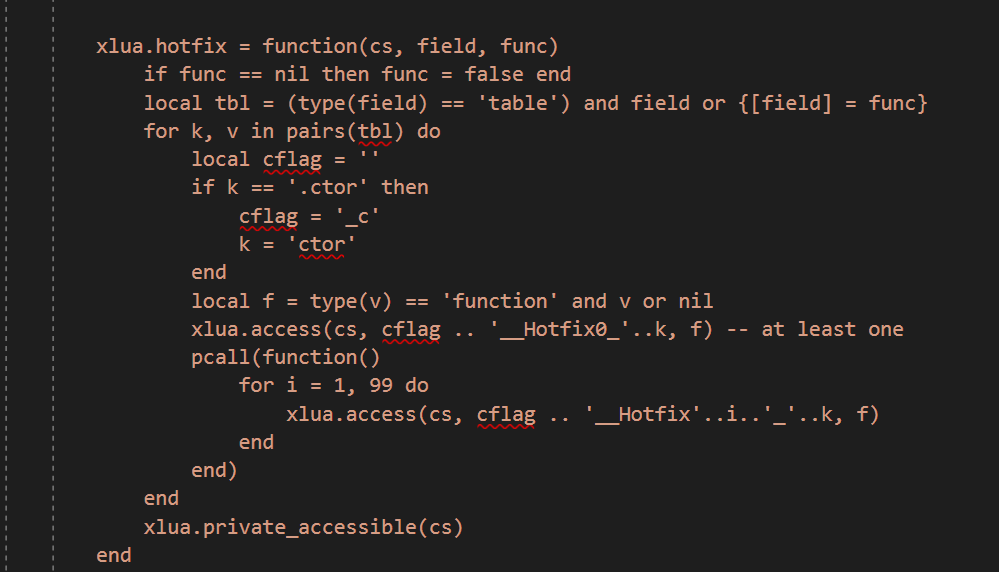 xlua.hotfix = function(cs, field, func)
    if func == nil then func = false end
    local tbl = (type(field) == 'table') and field or {[field] = func}
    for k, v in pairs(tbl) do
        local cflag = ''
        if k == '.ctor' then
            cflag = '_c'
            k = 'ctor'
        end
        local f = type(v) == 'function' and v or nil
        xlua.access(cs, cflag .. '__Hotfix0_'..k, f) -- at least one
        pcall(function()
            for i = 1, 99 do
                xlua.access(cs, cflag .. '__Hotfix'..i..'_'..k, f)
            end
        end)
    end
    xlua.private_accessible(cs)
end